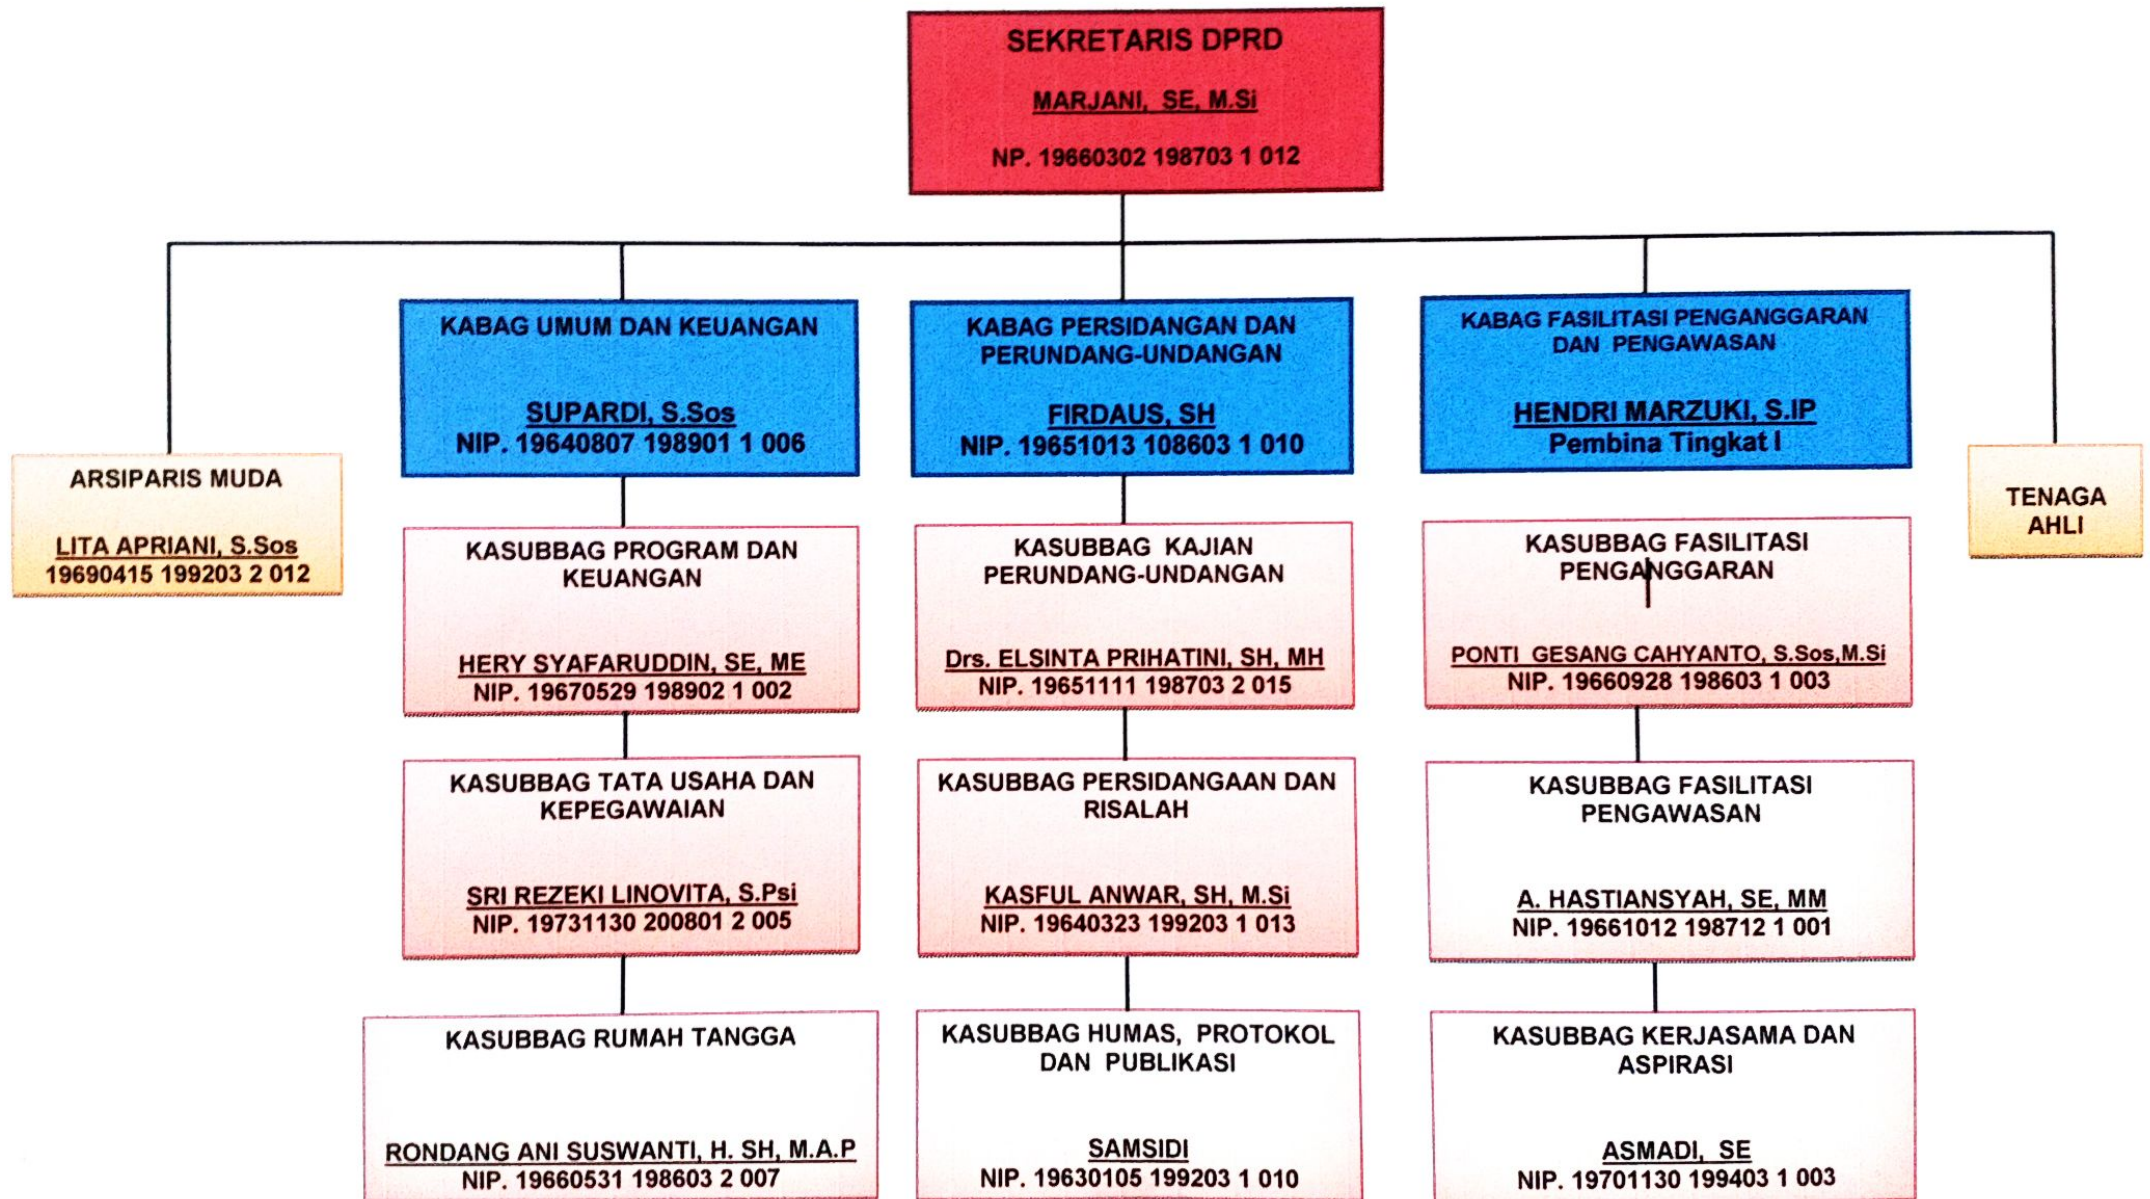 SEKRETARIS DPRD
MARJANI, SE, M.Si
NP. 19660302 198703 1 012
ARSIPARIS MUDA
LITA APRIANI, S.Sos
19690415 199203 2 012
KABAG UMUM DAN KEUANGAN
SUPARDI, S.Sos
NIP. 19640807 198901 1 006
KASUBBAG PROGRAM DAN
KEUANGAN
HERY SYAFARUDDIN, SE, ME
NIP. 19670529 198902 1 002
KASUBBAG TATA USAHA DAN
KEPEGAWAIAN
SRI REZEKI LINOVITA, S.Psi
NIP. 19731130 200801 2 005
KASUBBAG RUMAH TANGGA
RONDANG ANI SUSWANTI, H. SH, M.A.P
NIP. 19660531 198603 2 007
KABAG PERSIDANGAN DAN
PERUNDANG-UNDANGAN
FIRDAUS, SH
NIP. 19651013 108603 1 010
KASUBBAG KAJIAN
PERUNDANG-UNDANGAN
Drs. ELSINTA PRIHATINI, SH, MH
NIP. 19651111 198703 2 015
KASUBBAG PERSIDANGAAN DAN
RISALAH
KASFUL ANWAR, SH, M.Si
NIP. 19640323 199203 1 013
KASUBBAG HUMAS, PROTOKOL
DAN PUBLIKASI
SAMSIDI
NIP. 19630105 199203 1 010
KABAG FASILITASI PENGANGGARAN
DAN PENGAWASAN
HENDRI MARZUKI, S.IP
Pembina Tingkat I
KASUBBAG FASILITASI
PENGANGGARAN
PONTI GESANG CAHYANTO, S.Sos,M.Si
NIP. 19660928 198603 1 003
KASUBBAG FASILITASI
PENGAWASAN
A. HASTIANSYAH, SE, MM
NIP. 19661012 198712 1 001
KASUBBAG KERJASAMA DAN
ASPIRASI
ASMADI, SE
NIP. 19701130 199403 1 003
TENAGA
AHLI